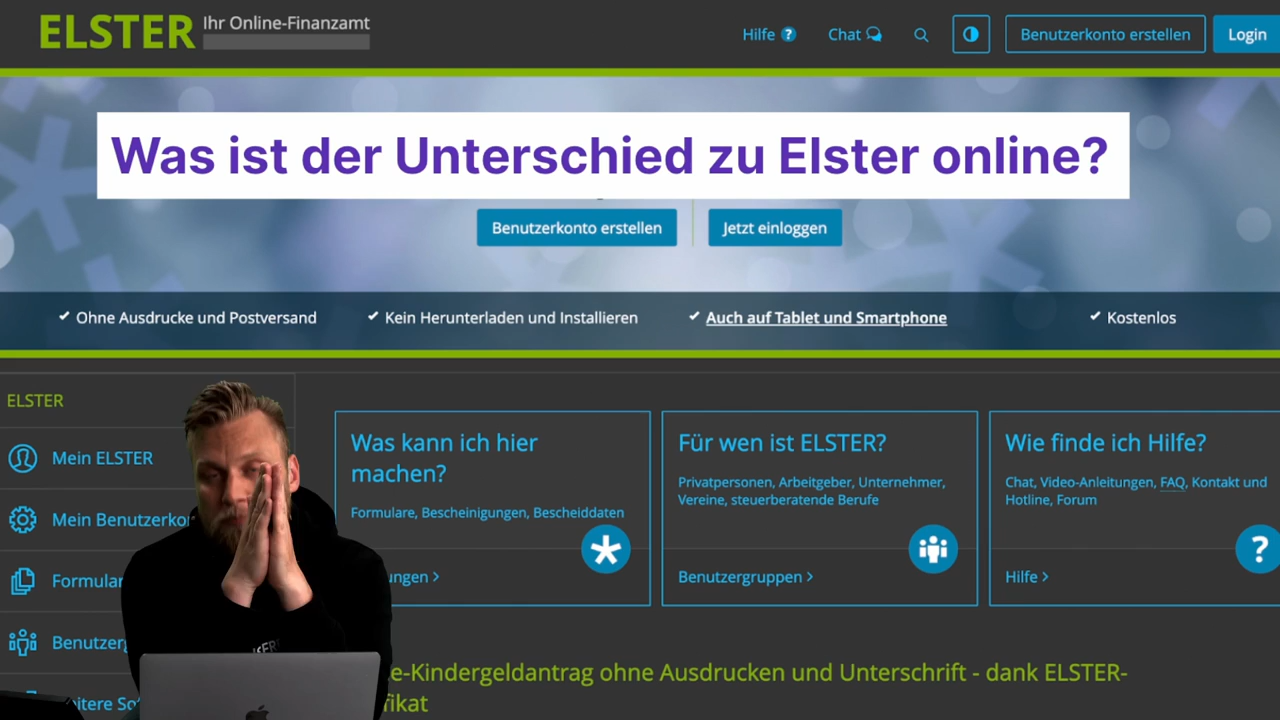 ELSTER
Ihr Online-Finanzamt
Hilfe ?
Chat
Benutzerkonto erstellen
Login
Was ist der Unterschied zu Elster online?
Benutzerkonto erstellen
Jetzt einloggen
Ohne Ausdrucke und Postversand
Kein Herunterladen und Installieren
Auch auf Tablet und Smartphone
Kostenlos
ELSTER
Mein ELSTER
Mein Benutzerko
Formular
Benutzerg
Was kann ich hier
machen?
Formulare, Bescheinigungen, Bescheiddaten
ungen >
Für wen ist ELSTER?
Privatpersonen, Arbeitgeber, Unternehmer,
Vereine, steuerberatende Berufe
Benutzergruppen >
Wie finde ich Hilfe?
Chat, Video-Anleitungen, FAQ, Kontakt und
Hotline, Forum
?
Hilfe >
e-Kindergeldantrag ohne Ausdrucken und Unterschrift - dank ELSTER-
fikat